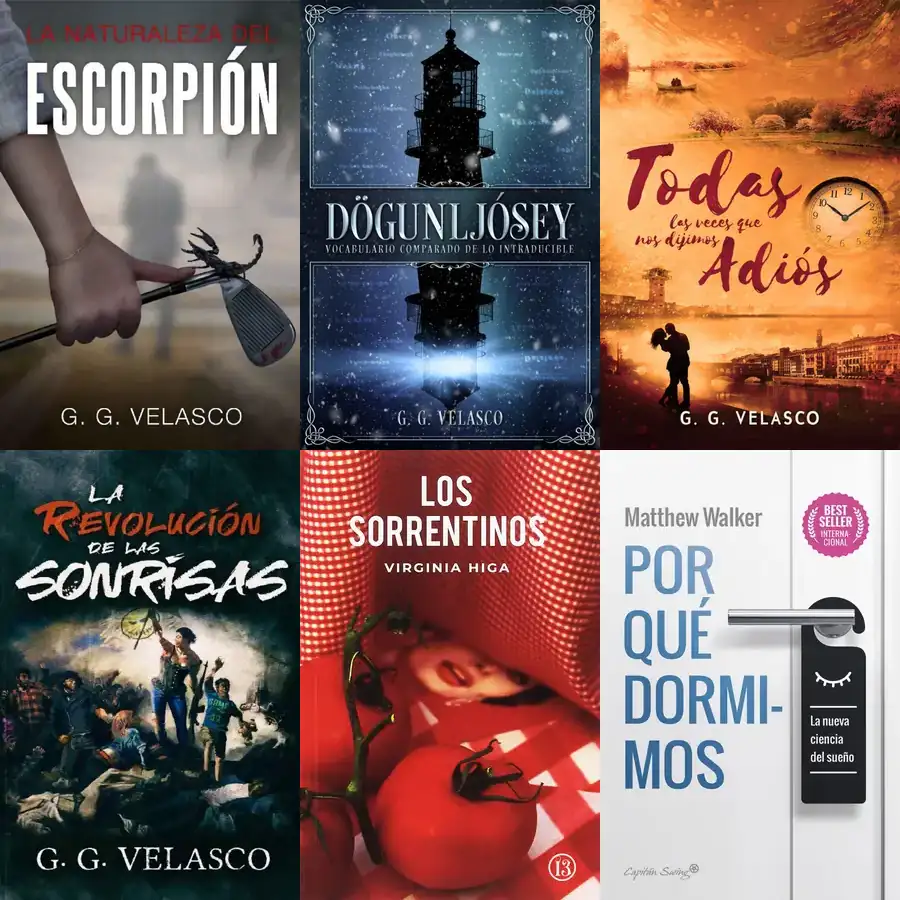 LA NATURALEZA DEL
ESCORPIÓN
G. G. VELASCO
DÖGUNLJÓSEY
VOCABULARIO COMPARADO DE LO INTRADUCIBLE
G. G. VELASCO
Todas
las veces que
nos dijimos
Adiós
G. G. VELASCO
LA
REVOLUCIÓN
DE LAS
SONRISAS
G. G. VELASCO
LOS
SORRENTINOS
VIRGINIA HIGA
13
Matthew Walker
BEST
SELLER
INTERNA-
CIONAL
POR
QUÉ
DORMI-
MOS
La nueva
ciencia
del sueño
Capitán Swing